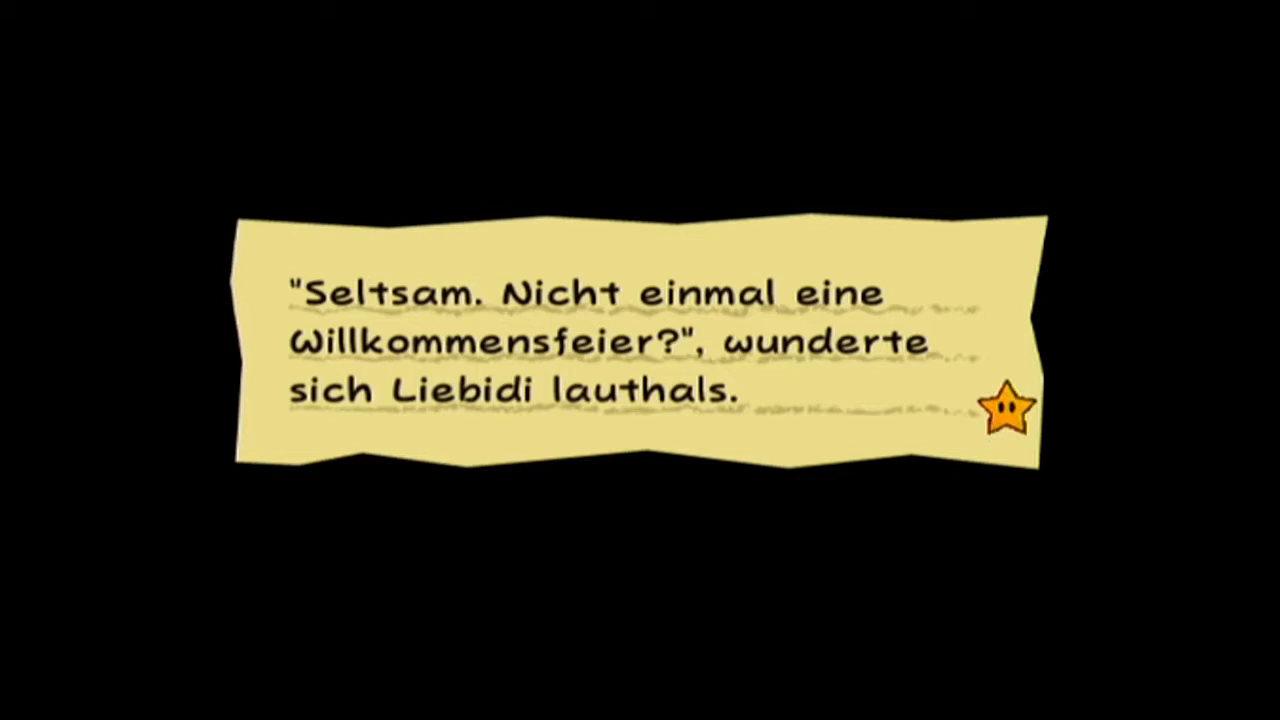 "Seltsam. Nicht einmal eine
Willkommensfeier?", wunderte
sich Liebidi lauthals.